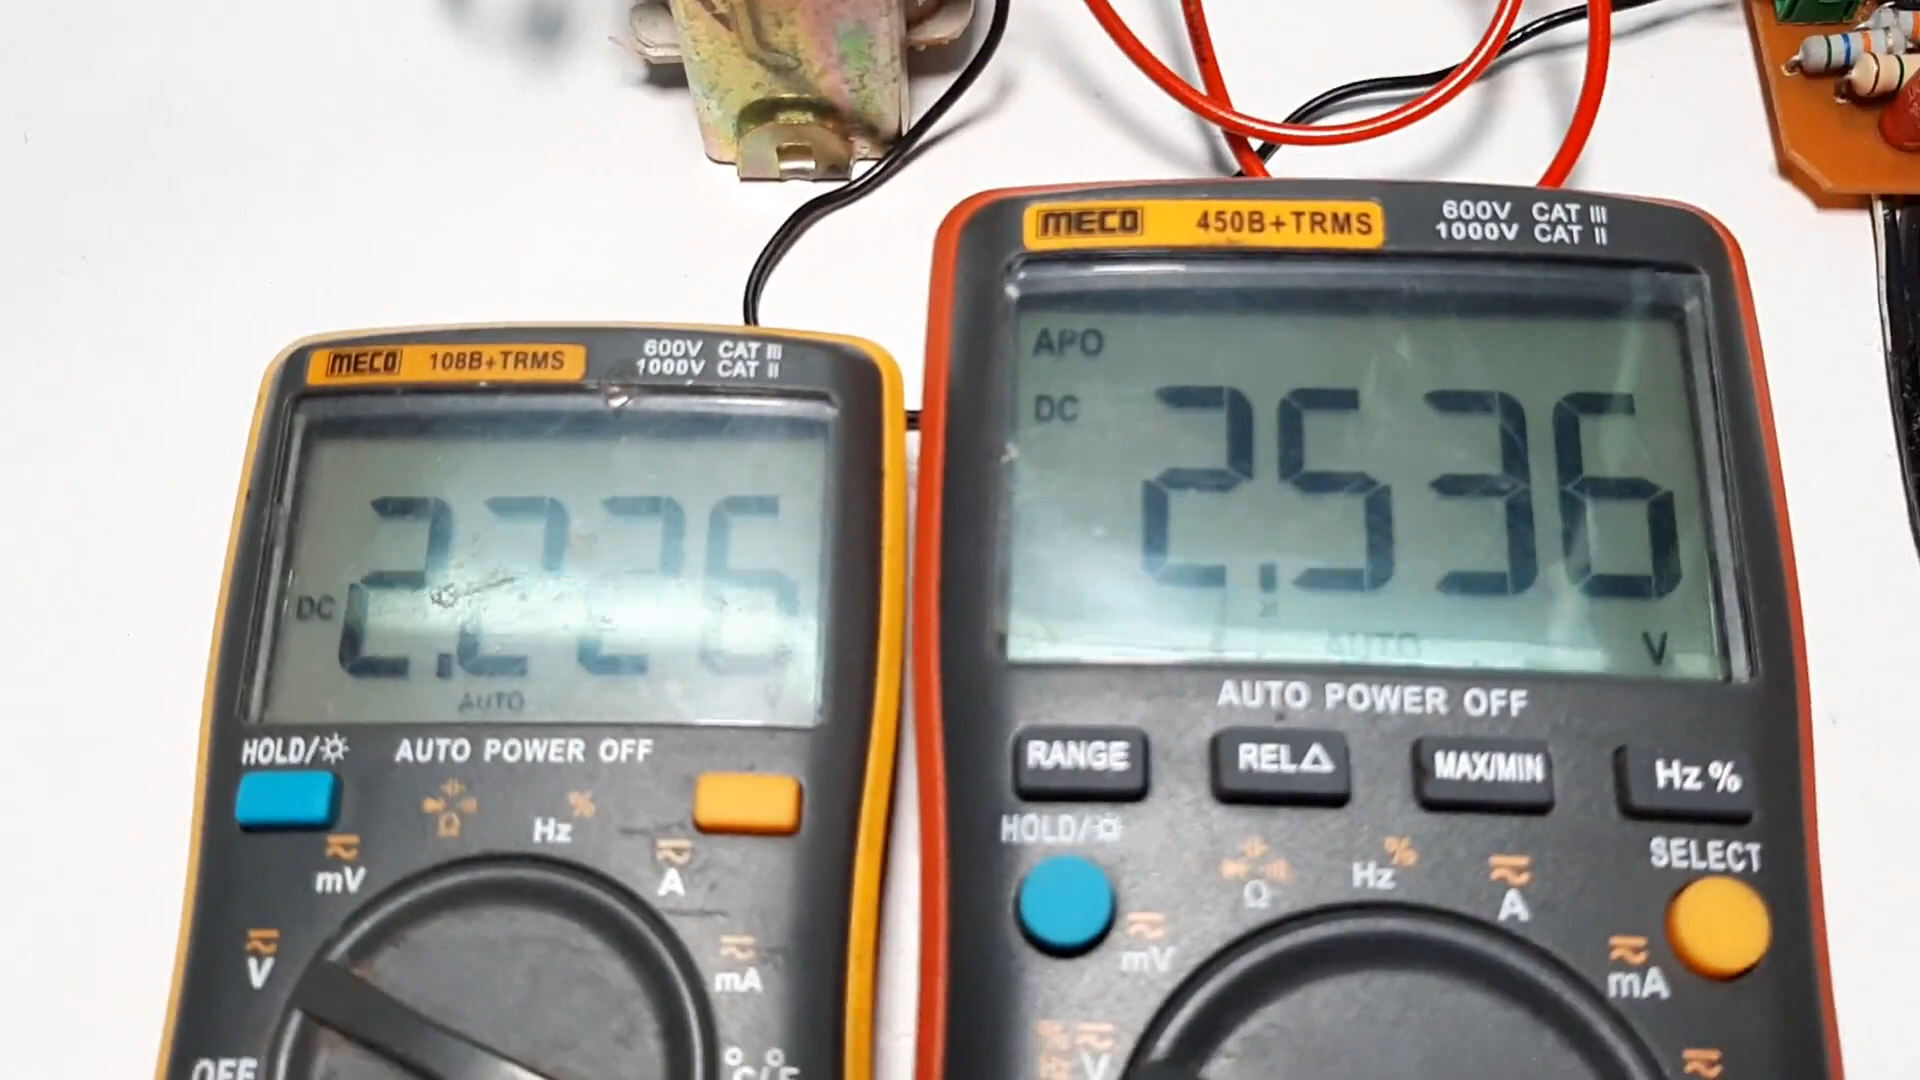 MECO 450B+TRMS 600V CAT III
1000V CAT II
APO
DC
2.536
AUTO
V
AUTO POWER OFF
RANGE REL△ MAX/MIN Hz %
HOLD/☼
SELECT
Ω Hz % A
mV mA
V
MECO 108B+TRMS 600V CAT III
1000V CAT II
DC
AUTO
V
HOLD/☼ AUTO POWER OFF
Ω Hz %
mV A
V mA
OFF °C/°F